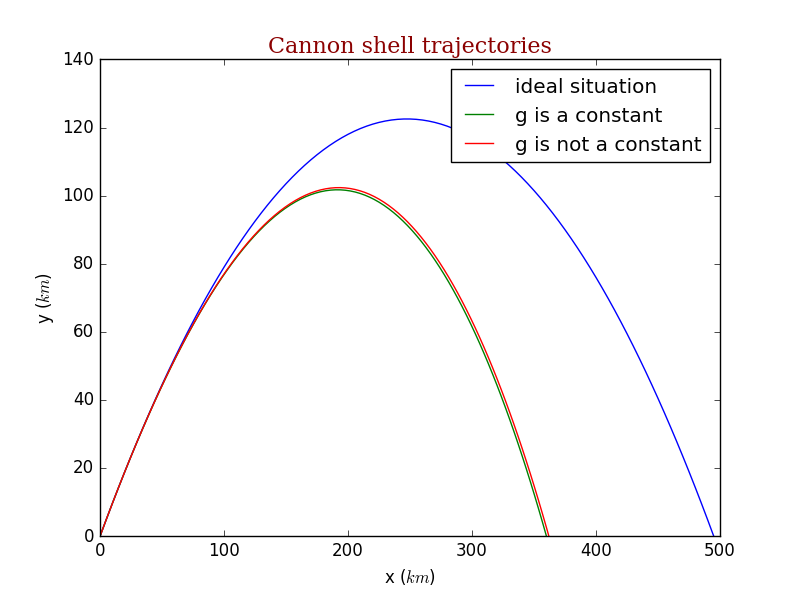 Cannon shell trajectories
ideal situation
g is a constant
g is not a constant
140
120
100
80
60
40
20
0
y (km)
0 100 200 300 400 500
x (km)